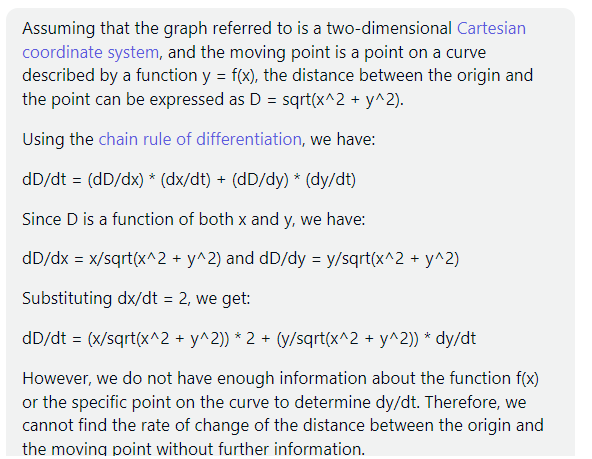 Assuming that the graph referred to is a two-dimensional Cartesian
coordinate system, and the moving point is a point on a curve
described by a function y = f(x), the distance between the origin and
the point can be expressed as D = sqrt(x^2 + y^2).
Using the chain rule of differentiation, we have:
dD/dt = (dD/dx) * (dx/dt) + (dD/dy) * (dy/dt)
Since D is a function of both x and y, we have:
dD/dx = x/sqrt(x^2 + y^2) and dD/dy = y/sqrt(x^2 + y^2)
Substituting dx/dt = 2, we get:
dD/dt = (x/sqrt(x^2 + y^2)) * 2 + (y/sqrt(x^2 + y^2)) * dy/dt
However, we do not have enough information about the function f(x)
or the specific point on the curve to determine dy/dt. Therefore, we
cannot find the rate of change of the distance between the origin and
the moving point without further information.